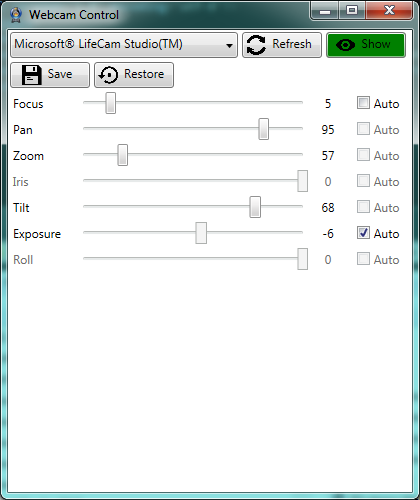 Webcam Control
Microsoft® LifeCam Studio(TM) Refresh Show
Save Restore
Focus 5 Auto
Pan 95 Auto
Zoom 57 Auto
Iris 0 Auto
Tilt 68 Auto
Exposure -6 Auto
Roll 0 Auto